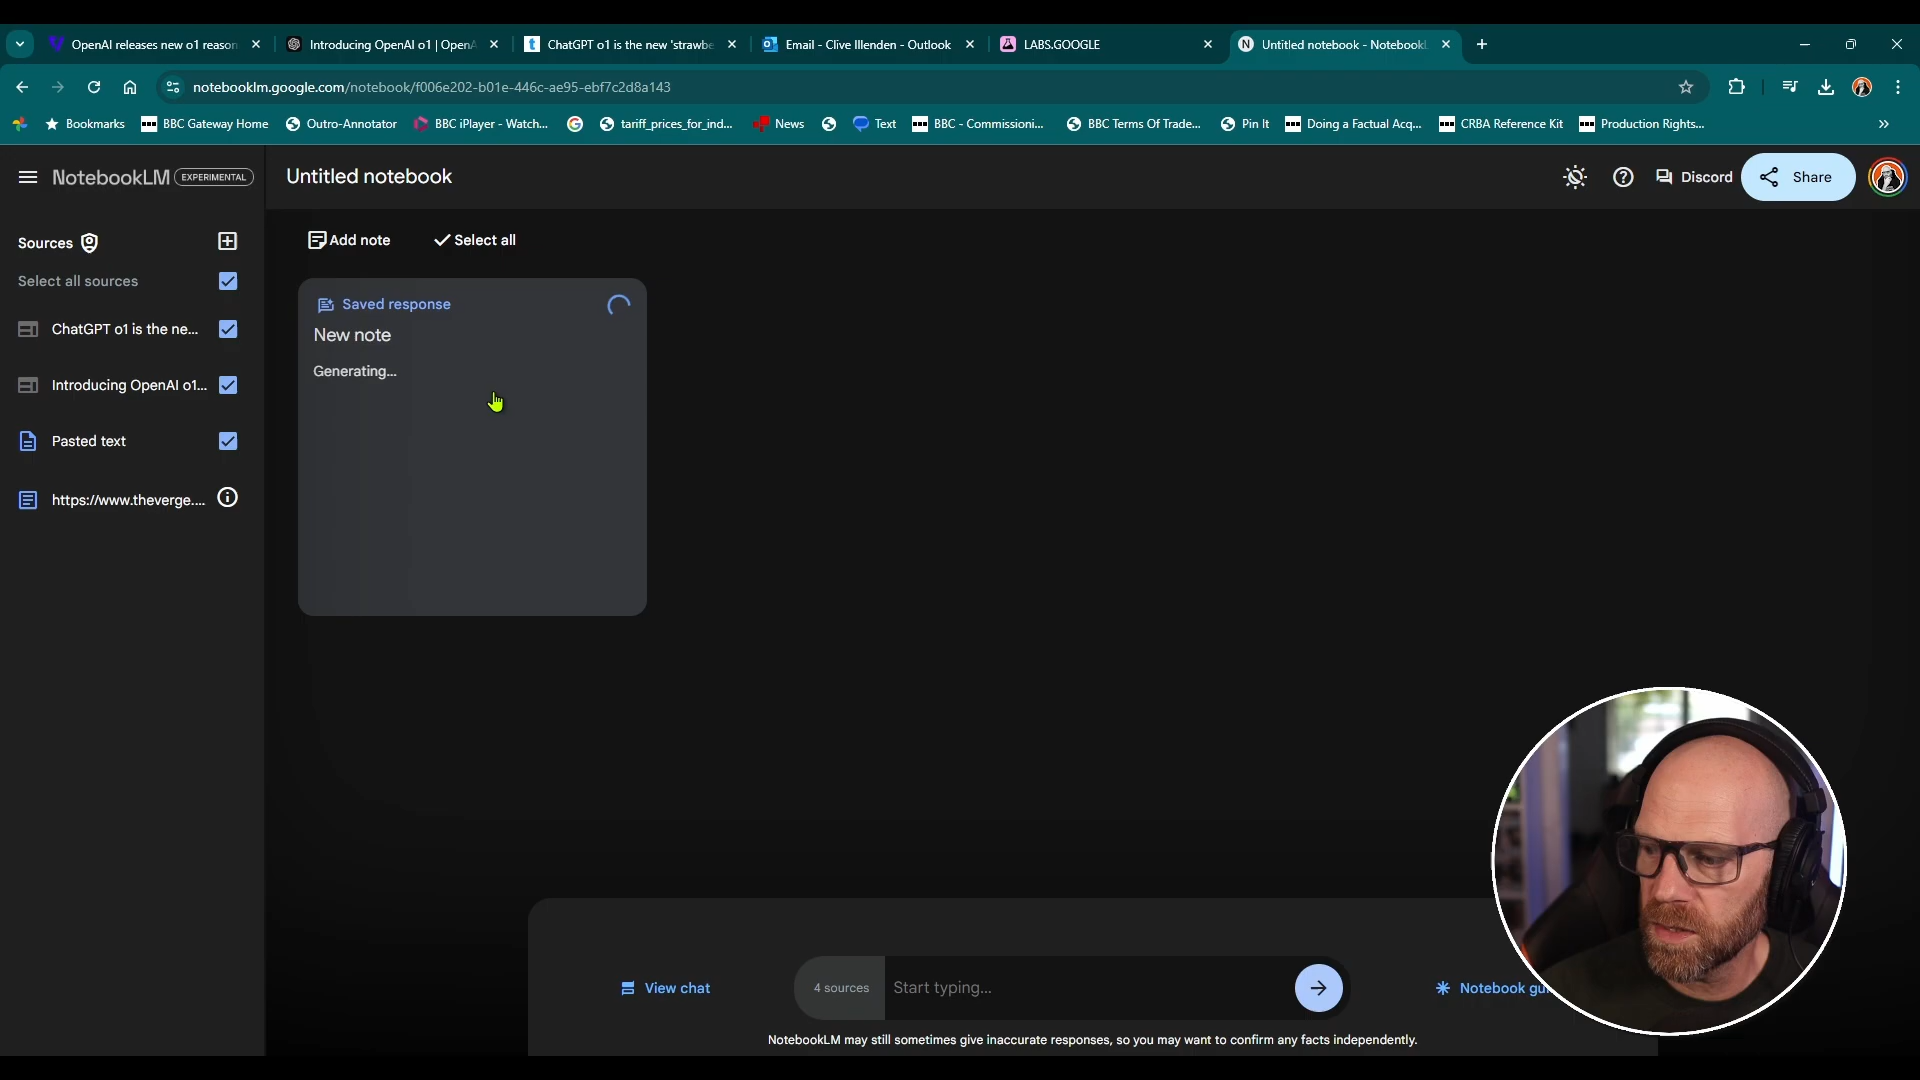 OpenAI releases new o1 reason
Introducing OpenAI o1 | OpenA
ChatGPT o1 is the new 'strawbe
Email - Clive Illenden - Outlook
LABS.GOOGLE
Untitled notebook - NotebookL
notebooklm.google.com/notebook/f006e202-b01e-446c-ae95-ebf7c2d8a143
Bookmarks
BBC Gateway Home
Outro-Annotator
BBC iPlayer - Watch...
tariff_prices_for_ind...
News
Text
BBC - Commissioni...
BBC Terms Of Trade...
Pin It
Doing a Factual Acq...
CRBA Reference Kit
Production Rights...
NotebookLM EXPERIMENTAL
Untitled notebook
Discord
Share
Sources
Select all sources
ChatGPT o1 is the ne...
Introducing OpenAI o1...
Pasted text
https://www.theverge....
Add note
Select all
Saved response
New note
Generating...
View chat
4 sources
Start typing...
Notebook gui
NotebookLM may still sometimes give inaccurate responses, so you may want to confirm any facts independently.